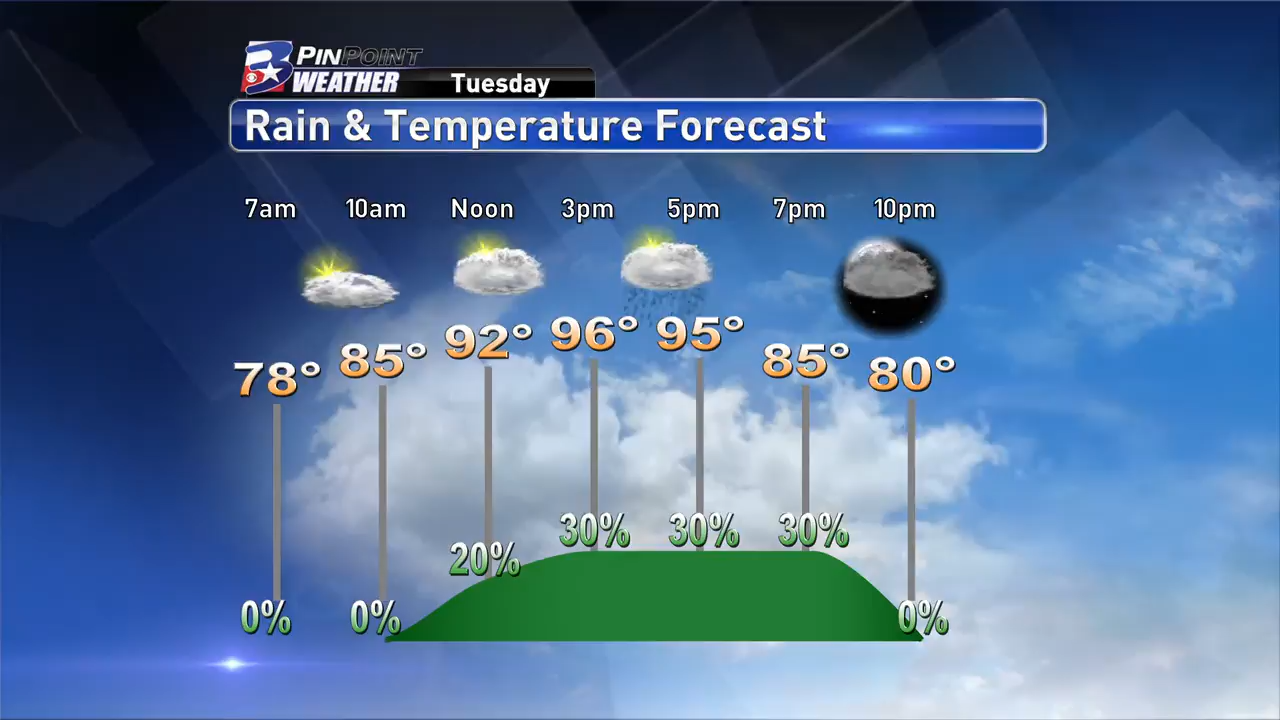 3 PINPOINT
WEATHER
Tuesday
Rain & Temperature Forecast
7am 10am Noon 3pm 5pm 7pm 10pm
78° 85° 92° 96° 95° 85° 80°
0% 0% 20% 30% 30% 30% 0%